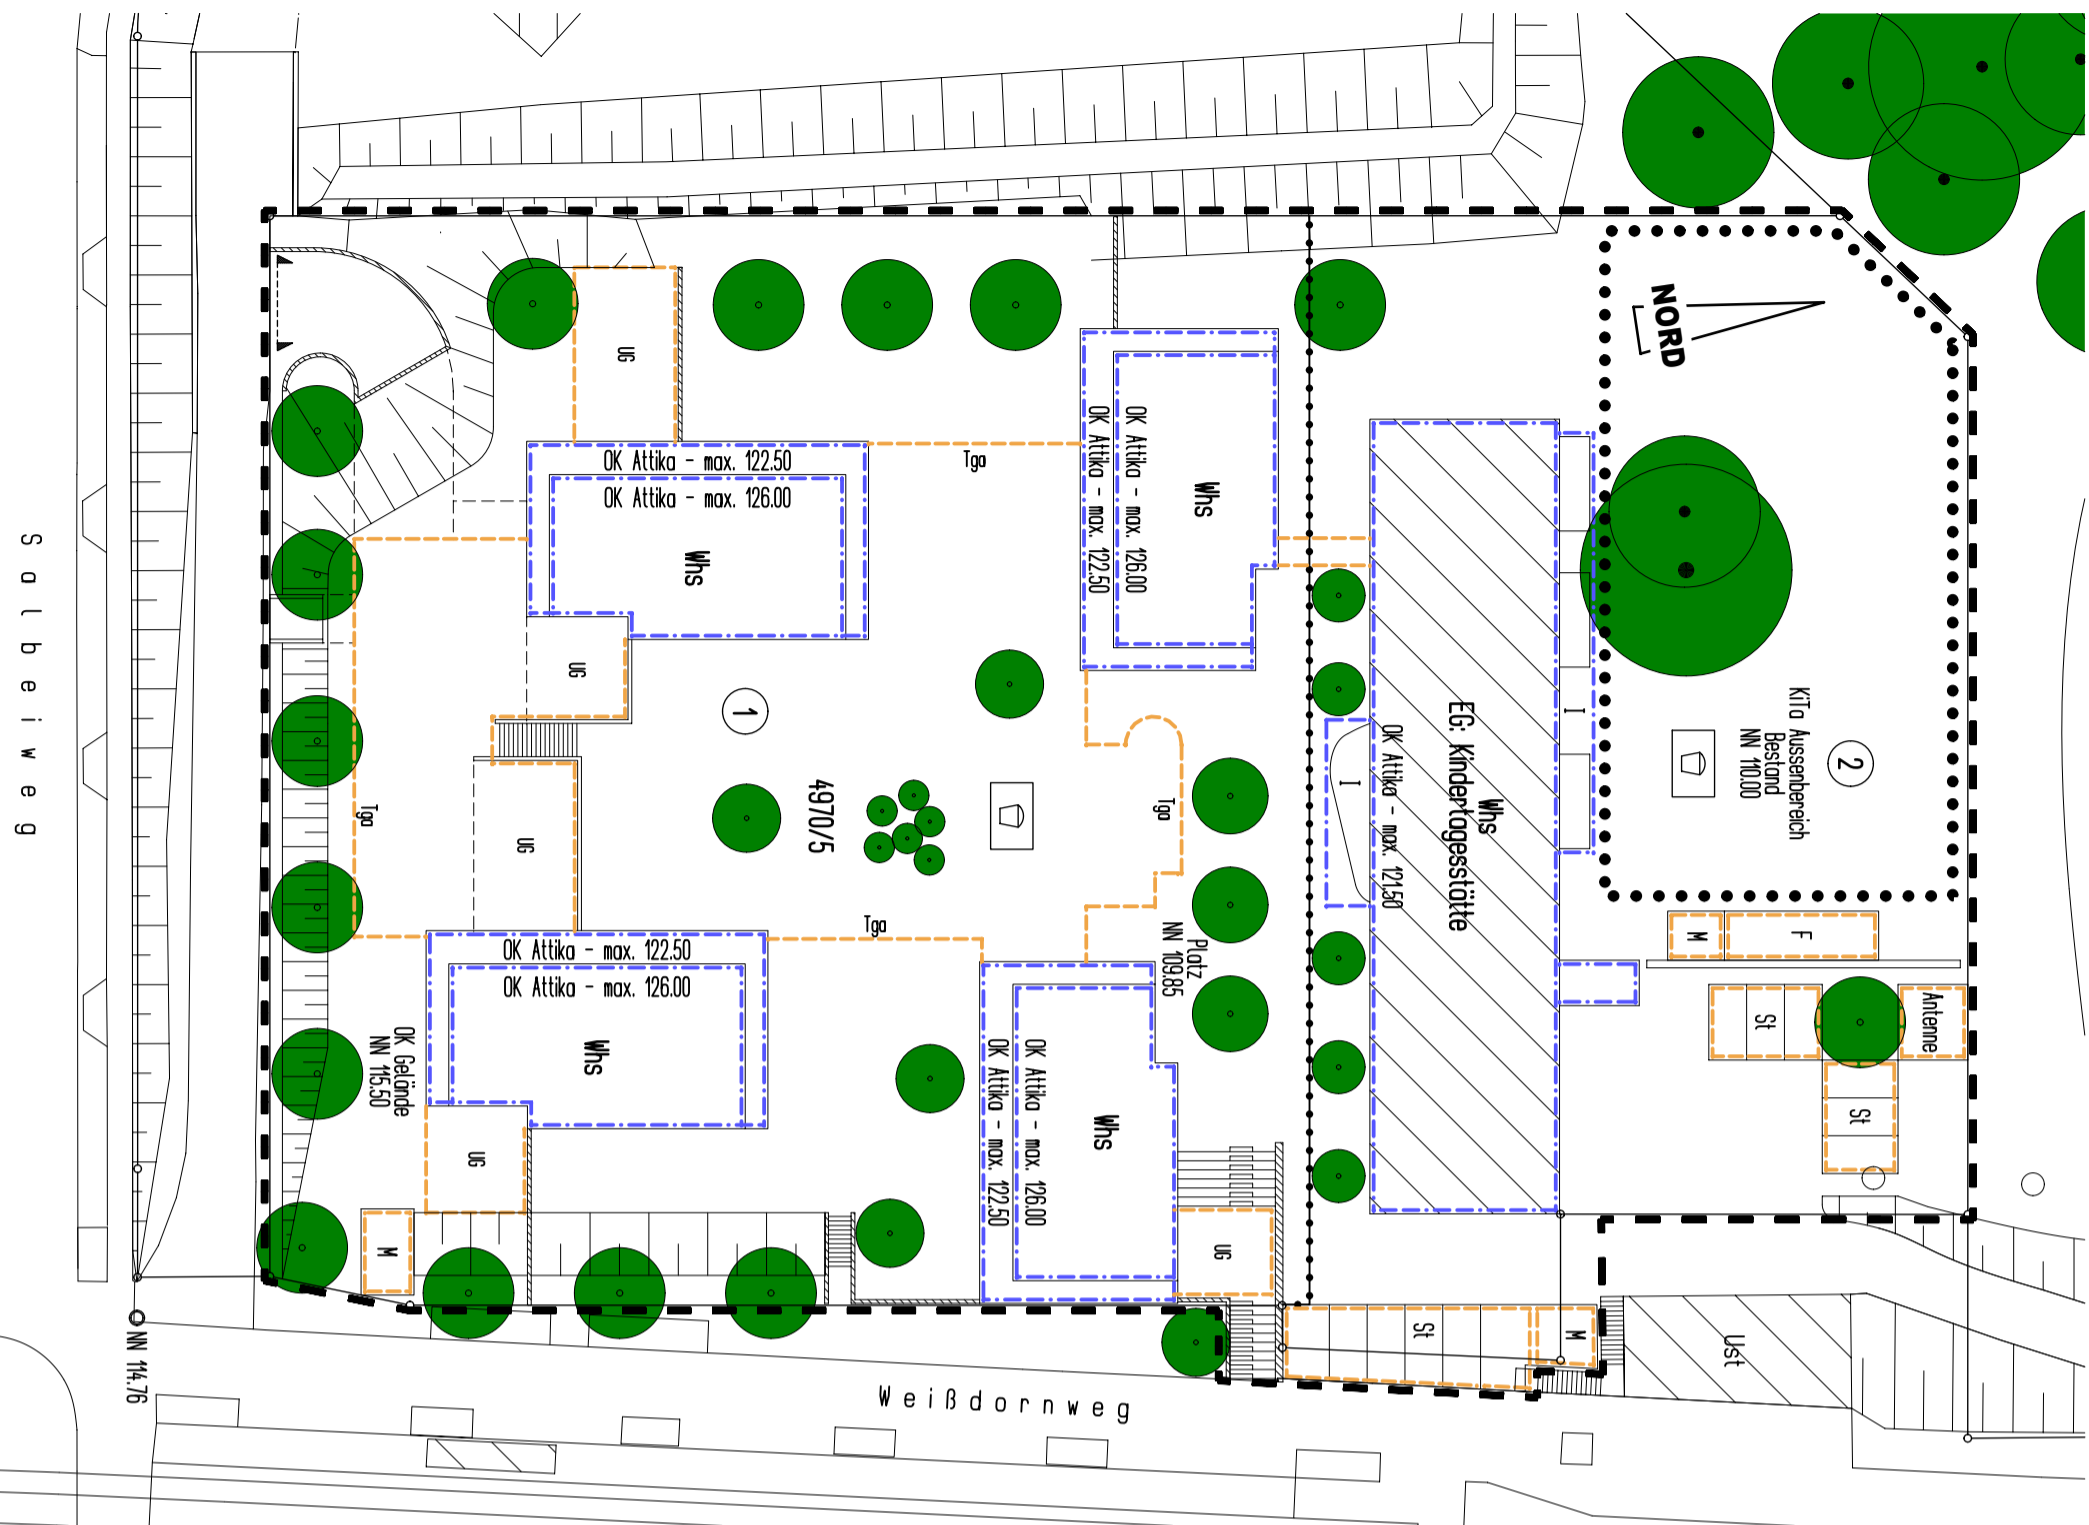 NORD
UG
OK Attika - max. 122.50
OK Attika - max. 126.00
Whs
Tga
OK Attika - max. 126.00
OK Attika - max. 122.50
Whs
UG
1
4970/5
Tga
UG
Tga
Tga
Platz
NN 109.85
OK Attika - max. 122.50
OK Attika - max. 126.00
Whs
OK Gelände
NN 115.50
UG
M
OK Attika - max. 126.00
OK Attika - max. 122.50
Whs
UG
I
OK Attika - max. 121.50
Whs
EG: Kindertagesstätte
I
KiTa Aussenbereich
Bestand
NN 110.00
2
M
F
St
Antenne
St
St
M
Ust
Salbeiweg
NN 114.76
Weißdornweg